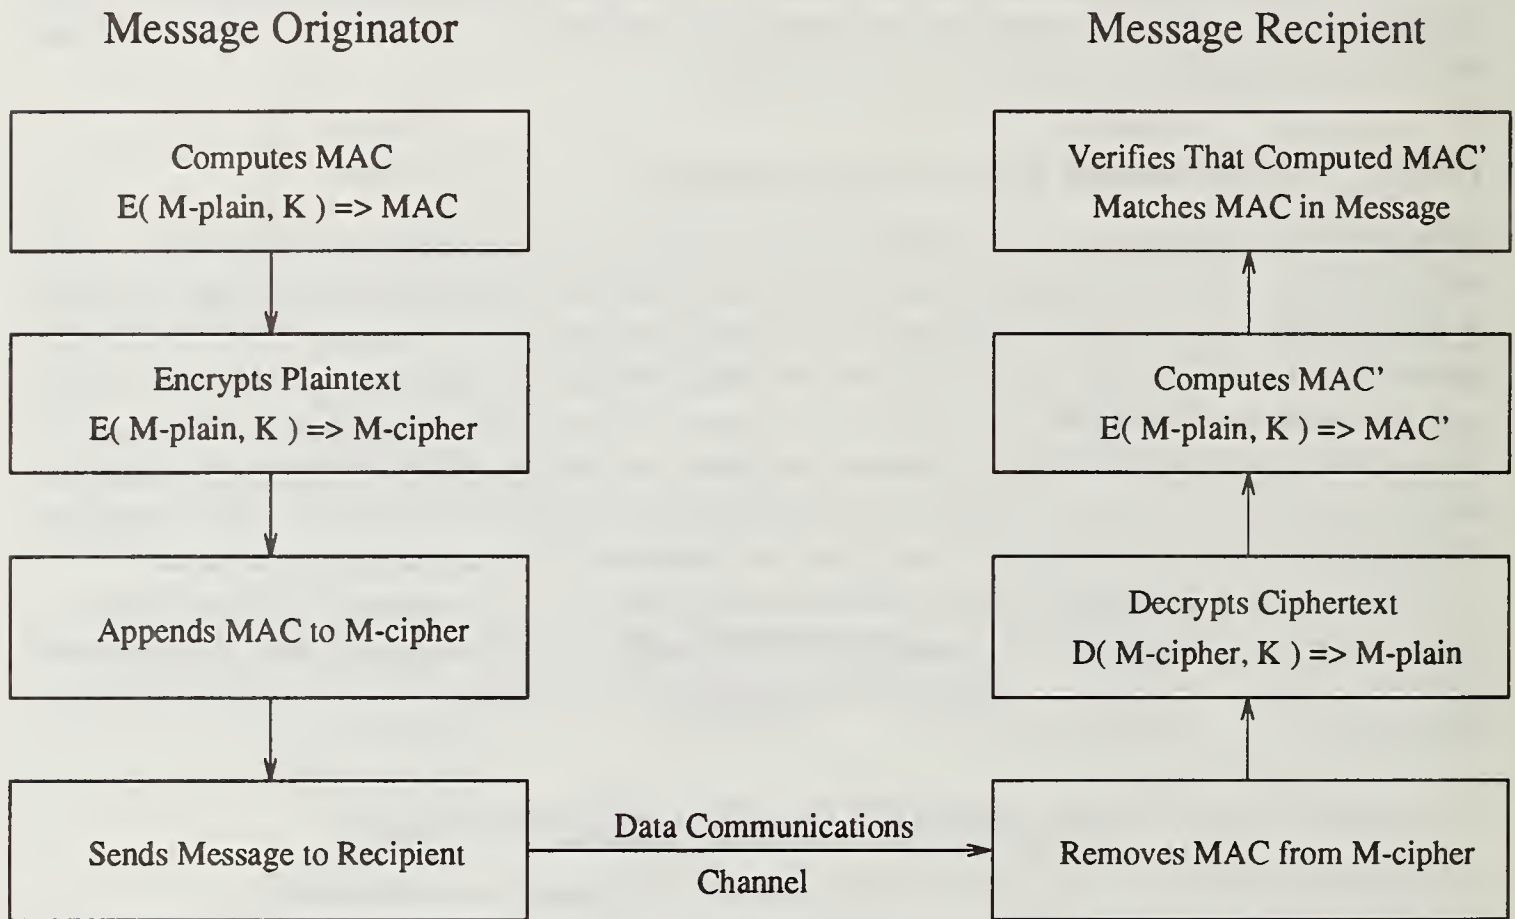 Message Originator
Message Recipient
Computes MAC
E( M-plain, K ) => MAC
Encrypts Plaintext
E( M-plain, K ) => M-cipher
Appends MAC to M-cipher
Sends Message to Recipient
Data Communications
Channel
Removes MAC from M-cipher
Decrypts Ciphertext
D( M-cipher, K ) => M-plain
Computes MAC’
E( M-plain, K ) => MAC’
Verifies That Computed MAC’
Matches MAC in Message